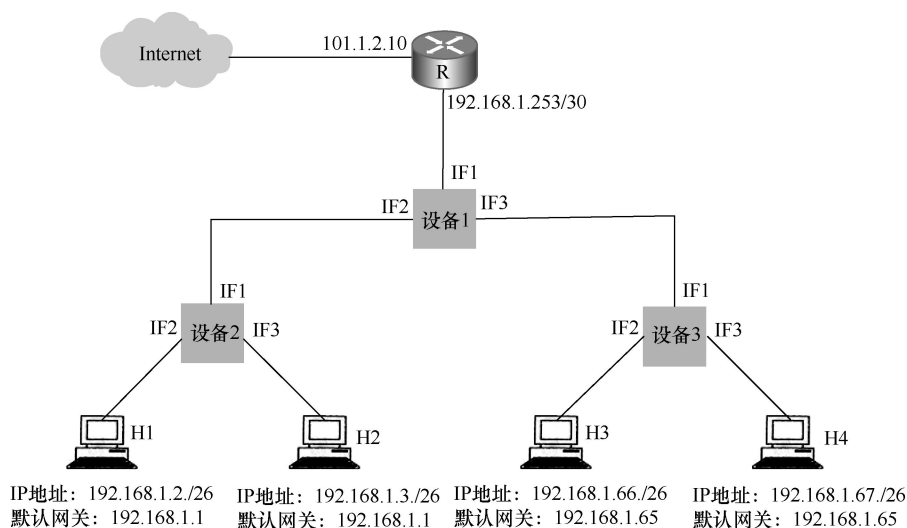 101.1.2.10
Internet
R
192.168.1.253/30
IF1
IF2
IF3
设备1
IF1
IF1
IF2
设备2
IF3
IF2
设备3
IF3
H1
H2
H3
H4
IP地址：192.168.1.2./26
默认网关：192.168.1.1
IP地址：192.168.1.3./26
默认网关：192.168.1.1
IP地址：192.168.1.66./26
默认网关：192.168.1.65
IP地址：192.168.1.67./26
默认网关：192.168.1.65